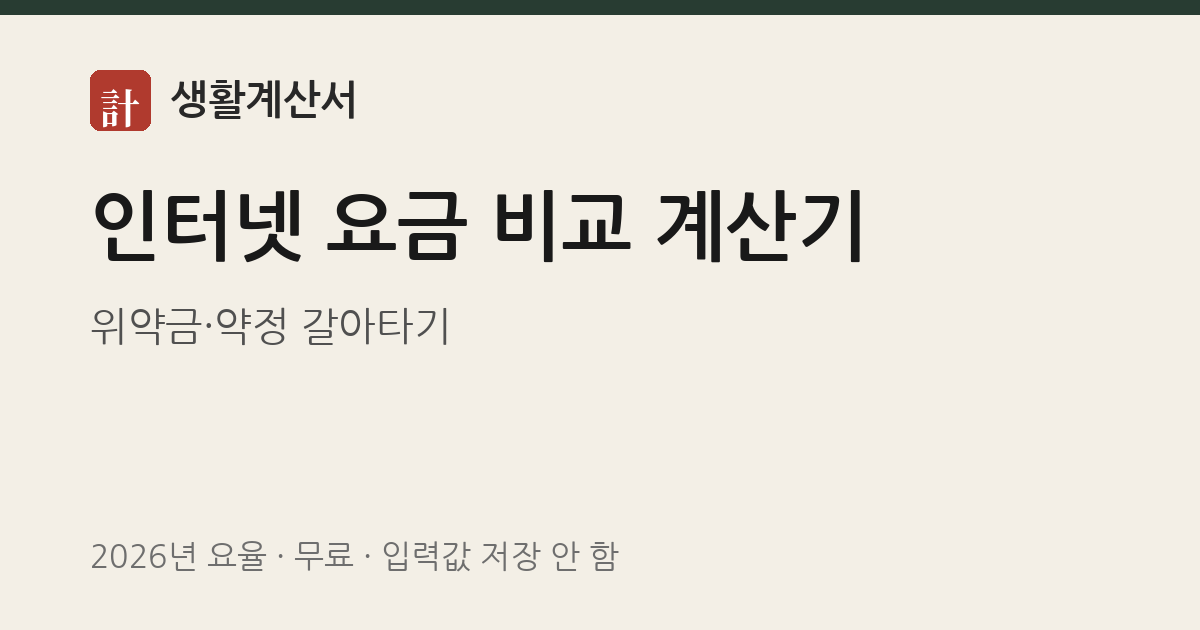 計 생활계산서
인터넷 요금 비교 계산기
위약금·약정 갈아타기
2026년 요율 · 무료 · 입력값 저장 안 함